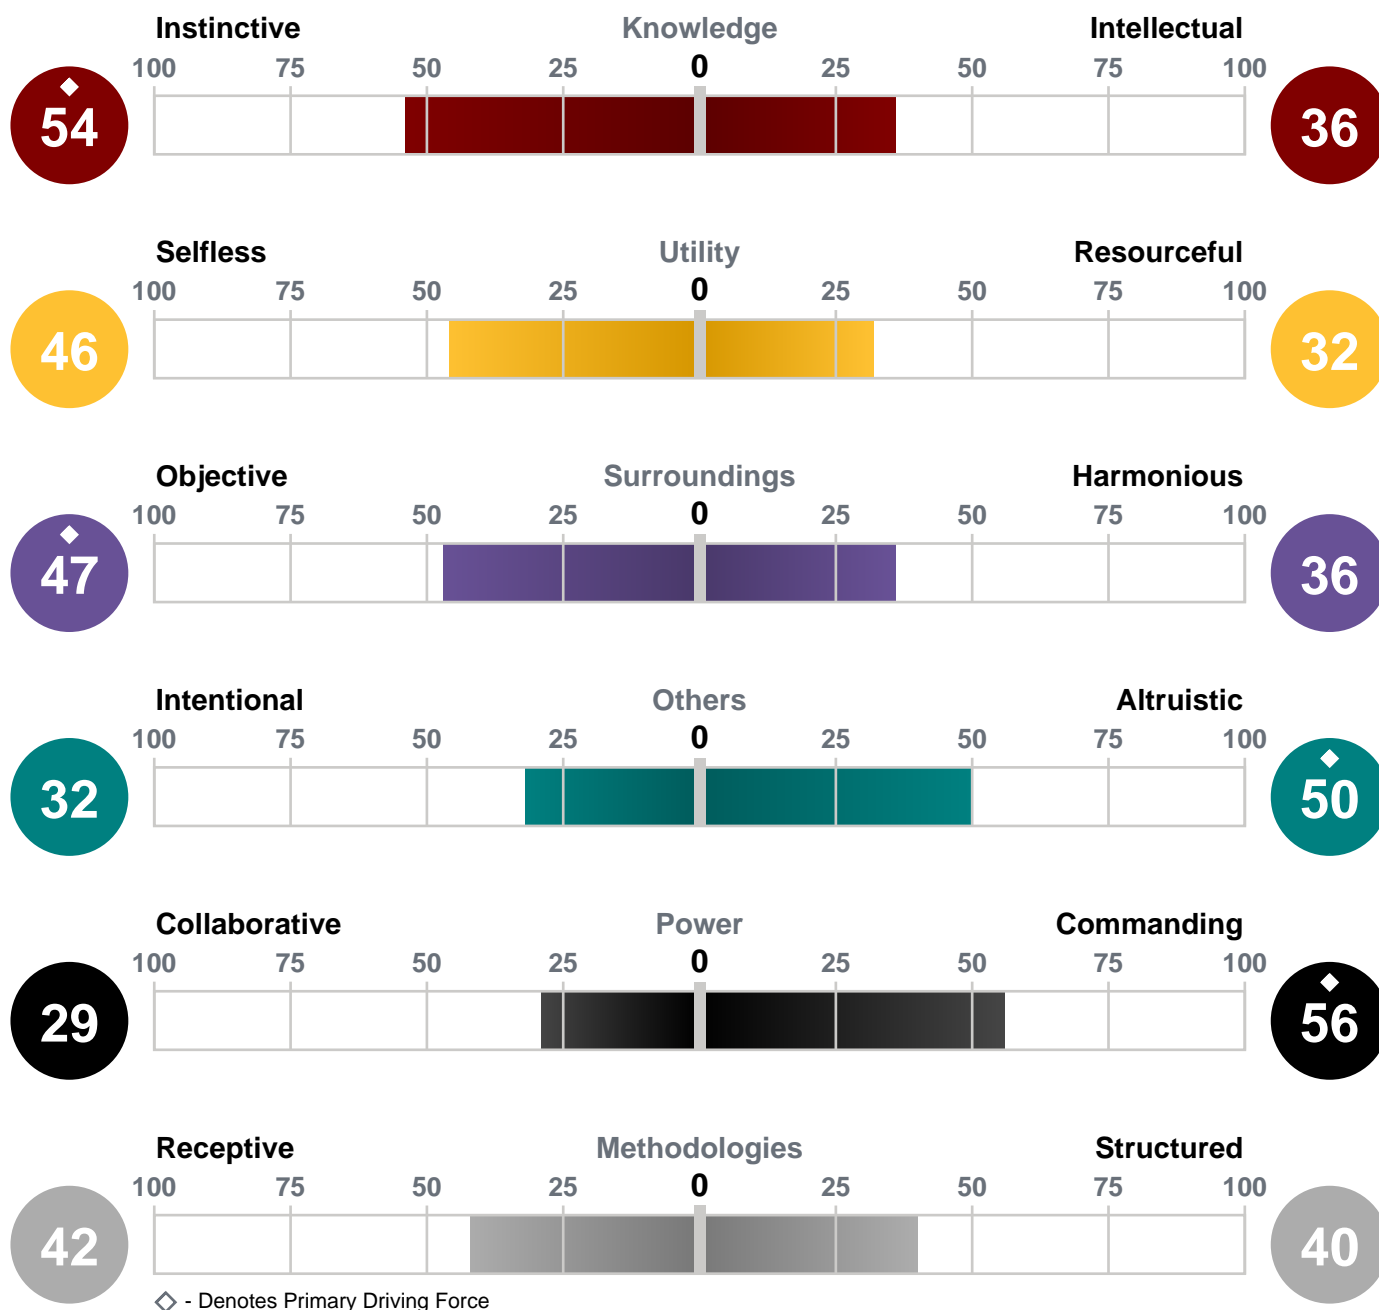 Instinctive Knowledge Intellectual
100 75 50 25 0 25 50 75 100
54 36
Selfless Utility Resourceful
100 75 50 25 0 25 50 75 100
46 32
Objective Surroundings Harmonious
100 75 50 25 0 25 50 75 100
47 36
Intentional Others Altruistic
100 75 50 25 0 25 50 75 100
32 50
Collaborative Power Commanding
100 75 50 25 0 25 50 75 100
29 56
Receptive Methodologies Structured
100 75 50 25 0 25 50 75 100
42 40
- Denotes Primary Driving Force